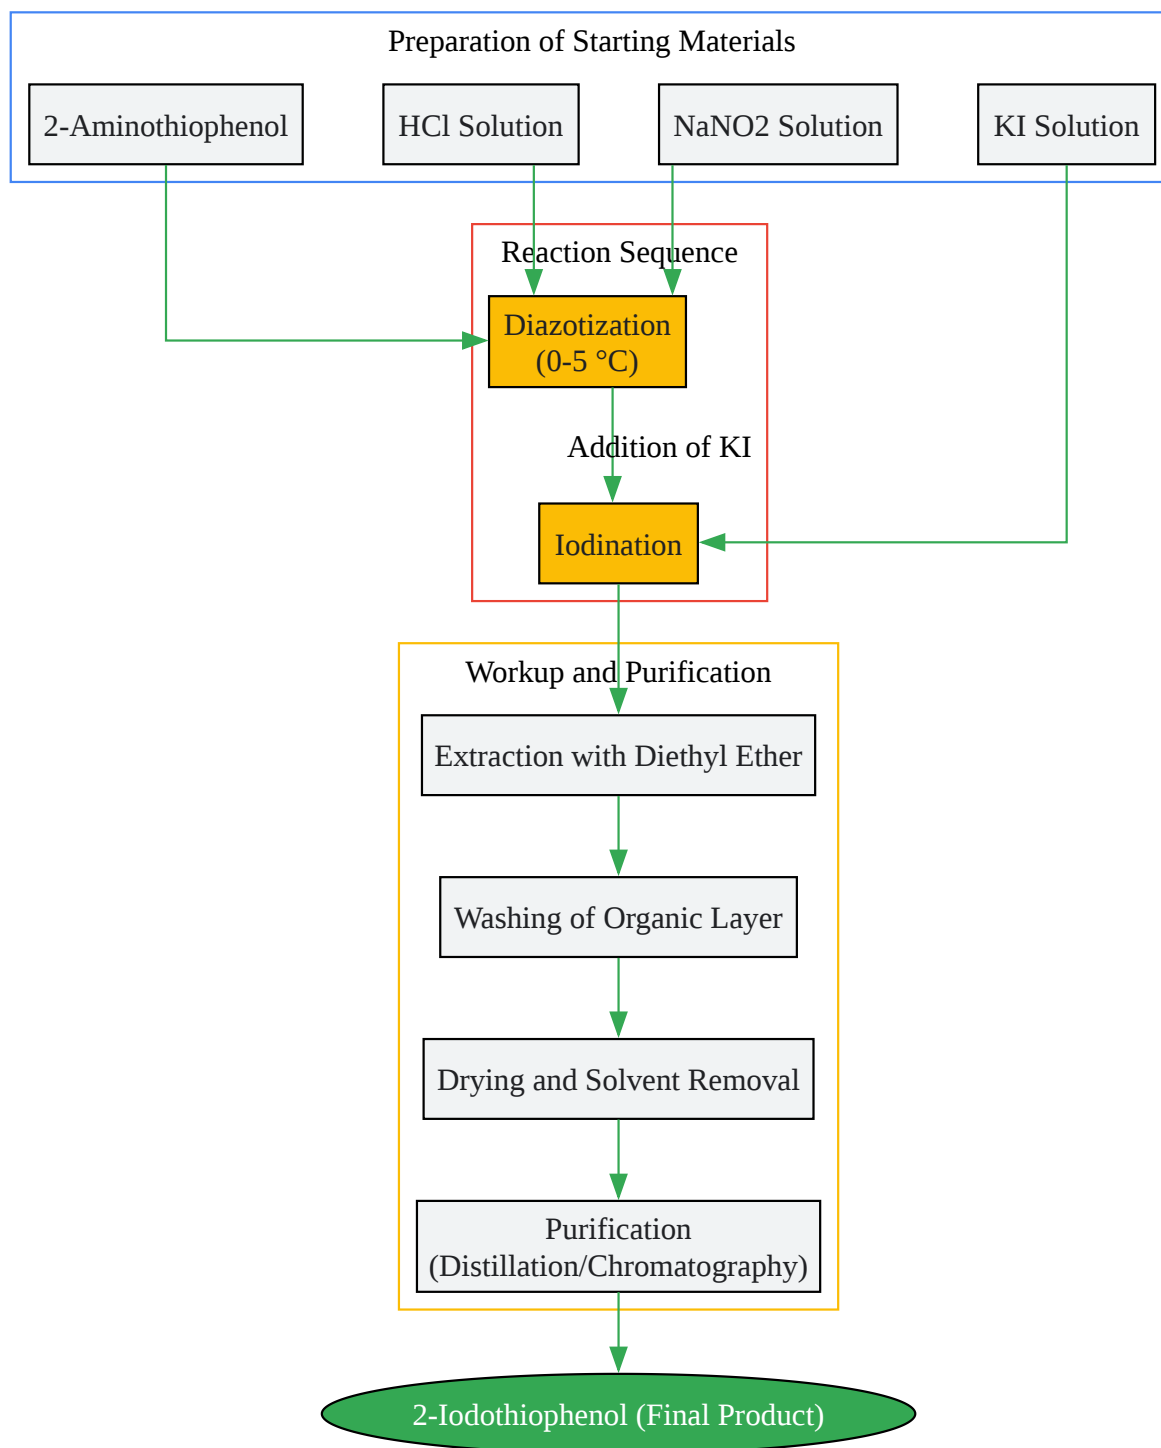 Preparation of Starting Materials
2-Aminothiophenol
HCl Solution
NaNO2 Solution
KI Solution
Reaction Sequence
Diazotization
(0-5 °C)
Addition of KI
Iodination
Workup and Purification
Extraction with Diethyl Ether
Washing of Organic Layer
Drying and Solvent Removal
Purification
(Distillation/Chromatography)
2-Iodothiophenol (Final Product)